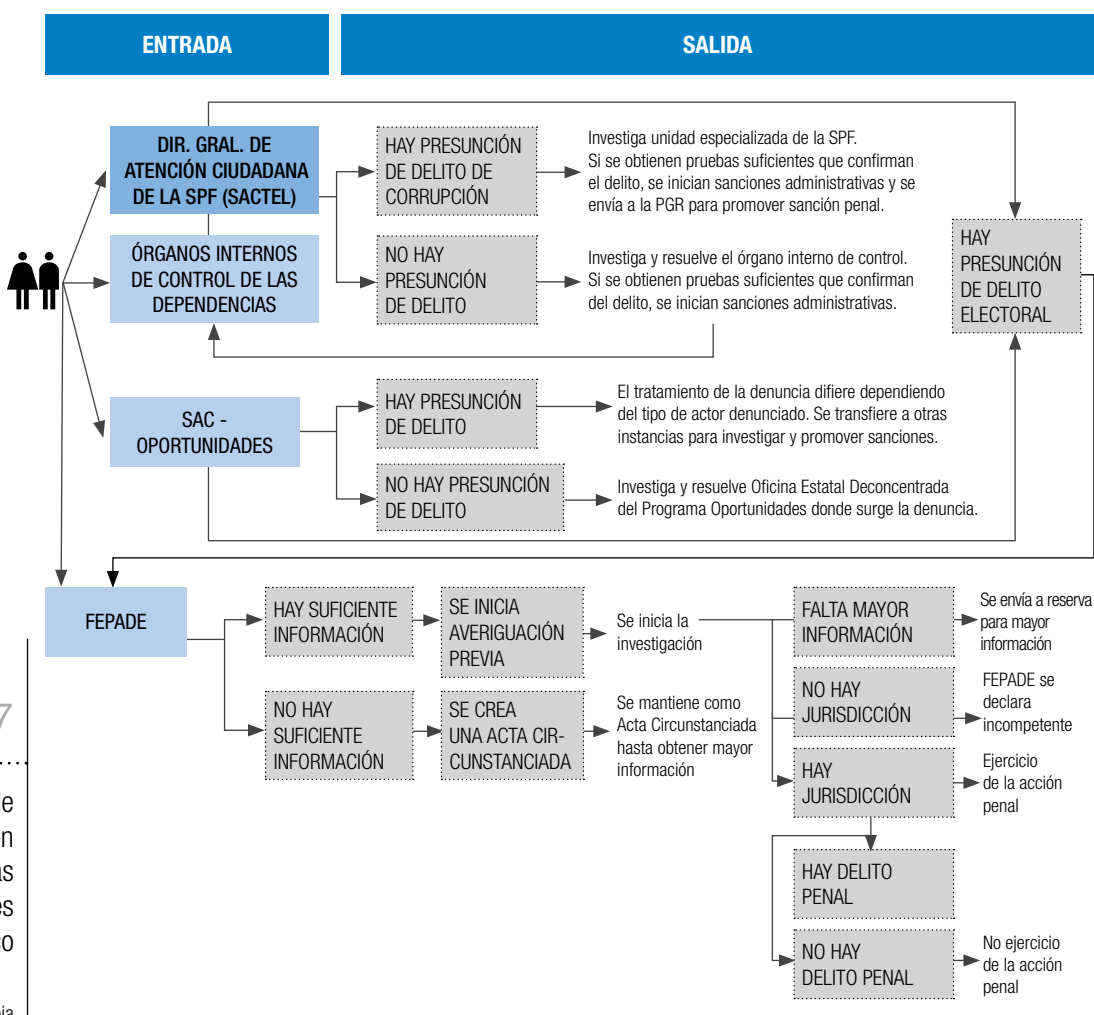 ENTRADA
SALIDA
DIR. GRAL. DE
ATENCIÓN CIUDADANA
DE LA SPF (SACTEL)
HAY PRESUNCIÓN
DE DELITO DE
CORRUPCIÓN
Investiga unidad especializada de la SPF.
Si se obtienen pruebas suficientes que confirman
el delito, se inician sanciones administrativas y se
envía a la PGR para promover sanción penal.
HAY
PRESUNCIÓN
DE DELITO
ELECTORAL
ÓRGANOS INTERNOS
DE CONTROL DE LAS
DEPENDENCIAS
NO HAY
PRESUNCIÓN
DE DELITO
Investiga y resuelve el órgano interno de control.
Si se obtienen pruebas suficientes que confirman
del delito, se inician sanciones administrativas.
SAC -
OPORTUNIDADES
HAY PRESUNCIÓN
DE DELITO
El tratamiento de la denuncia difiere dependiendo
del tipo de actor denunciado. Se transfiere a otras
instancias para investigar y promover sanciones.
NO HAY PRESUNCIÓN
DE DELITO
Investiga y resuelve Oficina Estatal Deconcentrada
del Programa Oportunidades donde surge la denuncia.
FEPADE
HAY SUFICIENTE
INFORMACIÓN
SE INICIA
AVERIGUACIÓN
PREVIA
Se inicia la
investigación
FALTA MAYOR
INFORMACIÓN
Se envía a reserva
para mayor
información
NO HAY
SUFICIENTE
INFORMACIÓN
SE CREA
UNA ACTA CIR-
CUNSTANCIADA
Se mantiene como
Acta Circunstanciada
hasta obtener mayor
información
NO HAY
JURISDICCIÓN
FEPADE se
declara
incompetente
HAY
JURISDICCIÓN
Ejercicio
de la acción
penal
HAY DELITO
PENAL
NO HAY
DELITO PENAL
No ejercicio
de la acción
penal
7